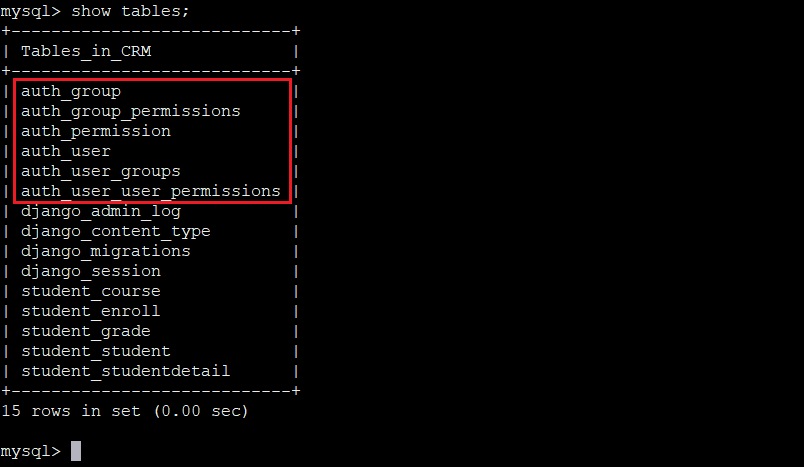 mysql> show tables;
+----------------------------+
| Tables_in_CRM              |
+----------------------------+
| auth_group                 |
| auth_group_permissions     |
| auth_permission            |
| auth_user                  |
| auth_user_groups           |
| auth_user_user_permissions |
| django_admin_log           |
| django_content_type        |
| django_migrations          |
| django_session             |
| student_course             |
| student_enroll             |
| student_grade              |
| student_student            |
| student_studentdetail      |
+----------------------------+
15 rows in set (0.00 sec)
mysql>